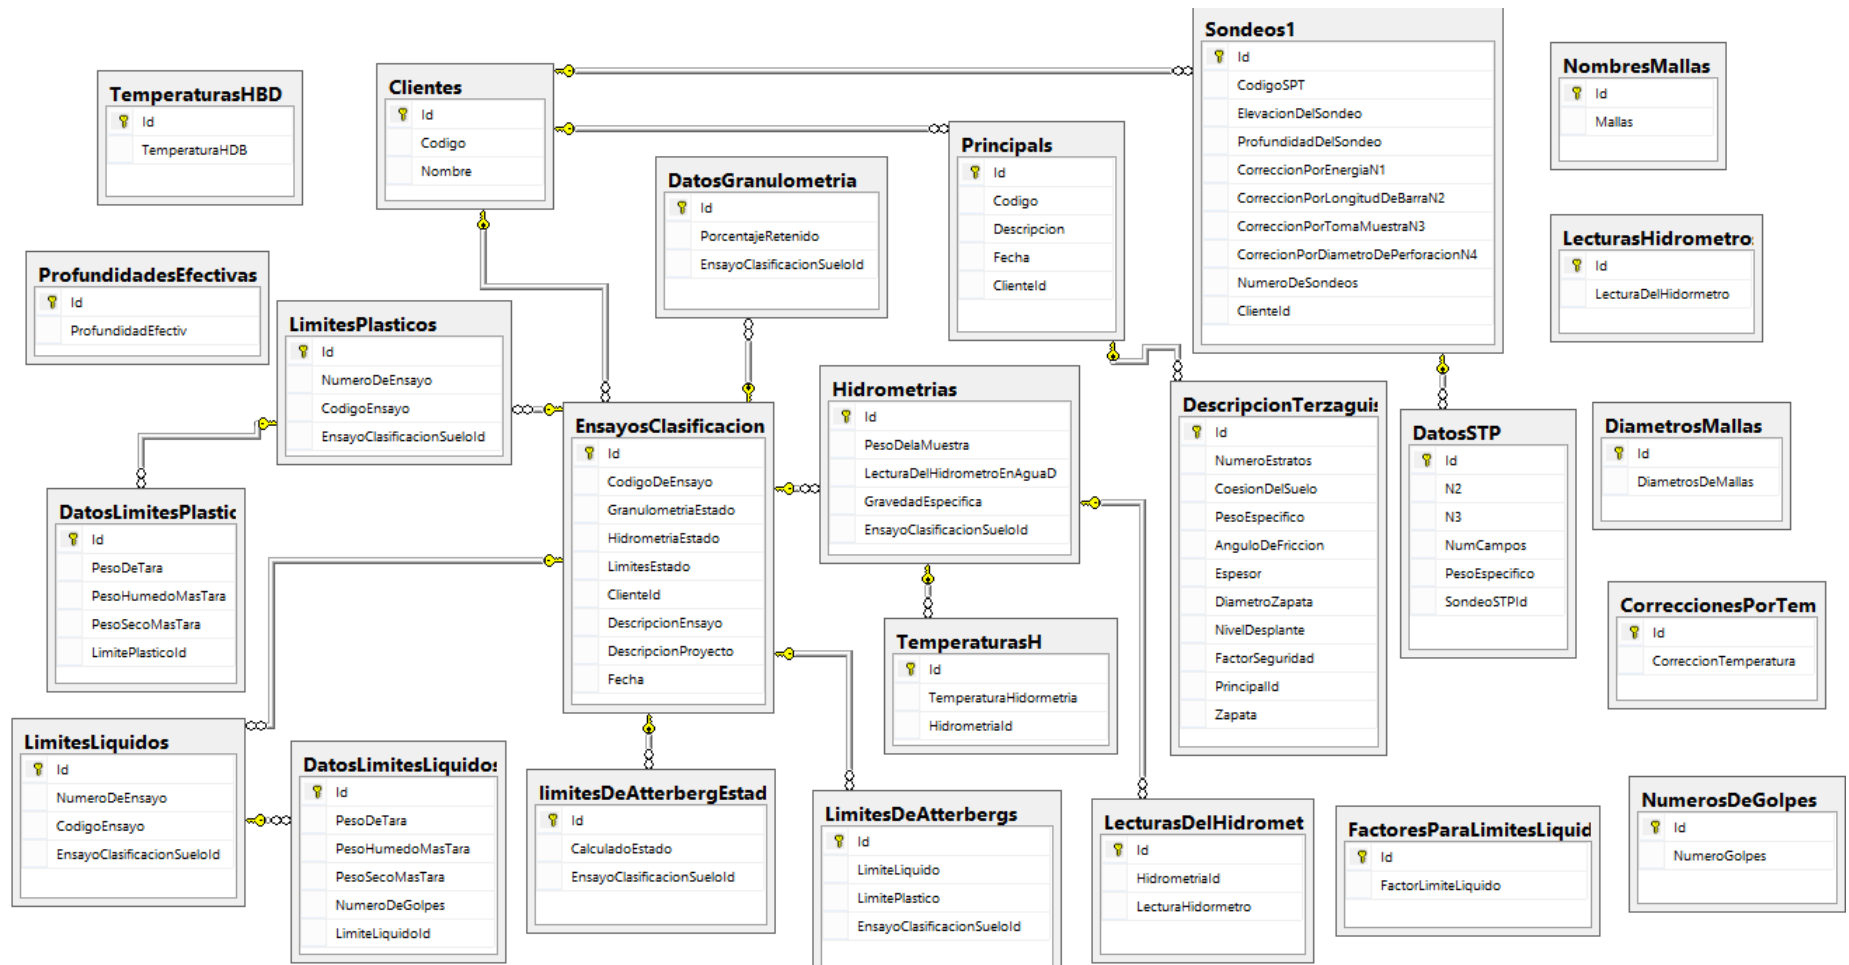 TemperaturasHBD
Id
TemperaturaHDB
Clientes
Id
Codigo
Nombre
DatosGranulometria
Id
PorcentajeRetenido
EnsayoClasificacionSueloId
Principals
Id
Codigo
Descripcion
Fecha
ClienteId
Sondeos1
Id
CodigoSPT
ElevacionDelSondeo
ProfundidadDelSondeo
CorreccionPorEnergiaN1
CorreccionPorLongitudDeBarraN2
CorreccionPorTomaMuestraN3
CorrecionPorDiametroDePerforacionN4
NumeroDeSondeos
ClienteId
NombresMallas
Id
Mallas
LecturasHidrometro
Id
LecturaDelHidormetro
ProfundidadesEfectivas
Id
ProfundidadEfectiv
LimitesPlasticos
Id
NumeroDeEnsayo
CodigoEnsayo
EnsayoClasificacionSueloId
EnsayosClasificacion
Id
CodigoDeEnsayo
GranulometriaEstado
HidrometriaEstado
LimitesEstado
ClienteId
DescripcionEnsayo
DescripcionProyecto
Fecha
Hidrometrias
Id
PesoDelaMuestra
LecturaDelHidrometroEnAguaD
GravedadEspecifica
EnsayoClasificacionSueloId
DescripcionTerzaguis
Id
NumeroEstratos
CoesionDelSuelo
PesoEspecifico
AnguloDeFriccion
Espesor
DiametroZapata
NivelDesplante
FactorSeguridad
PrincipalId
Zapata
DatosSTP
Id
N2
N3
NumCampos
PesoEspecifico
SondeoSTPId
DiametrosMallas
Id
DiametrosDeMallas
DatosLimitesPlastic
Id
PesoDeTara
PesoHumedoMasTara
PesoSecoMasTara
LimitePlasticoId
CorreccionesPorTem
Id
CorreccionTemperatura
TemperaturasH
Id
TemperaturaHidormetria
HidrometriaId
LimitesLiquidos
Id
NumeroDeEnsayo
CodigoEnsayo
EnsayoClasificacionSueloId
DatosLimitesLiquidos
Id
PesoDeTara
PesoHumedoMasTara
PesoSecoMasTara
NumeroDeGolpes
LimiteLiquidoId
limitesDeAtterbergEstad
Id
CalculadoEstado
EnsayoClasificacionSueloId
LimitesDeAtterbergs
Id
LimiteLiquido
LimitePlastico
EnsayoClasificacionSueloId
LecturasDelHidromet
Id
HidrometriaId
LecturaHidormetro
FactoresParaLimitesLiquid
Id
FactorLimiteLiquido
NumerosDeGolpes
Id
NumeroGolpes